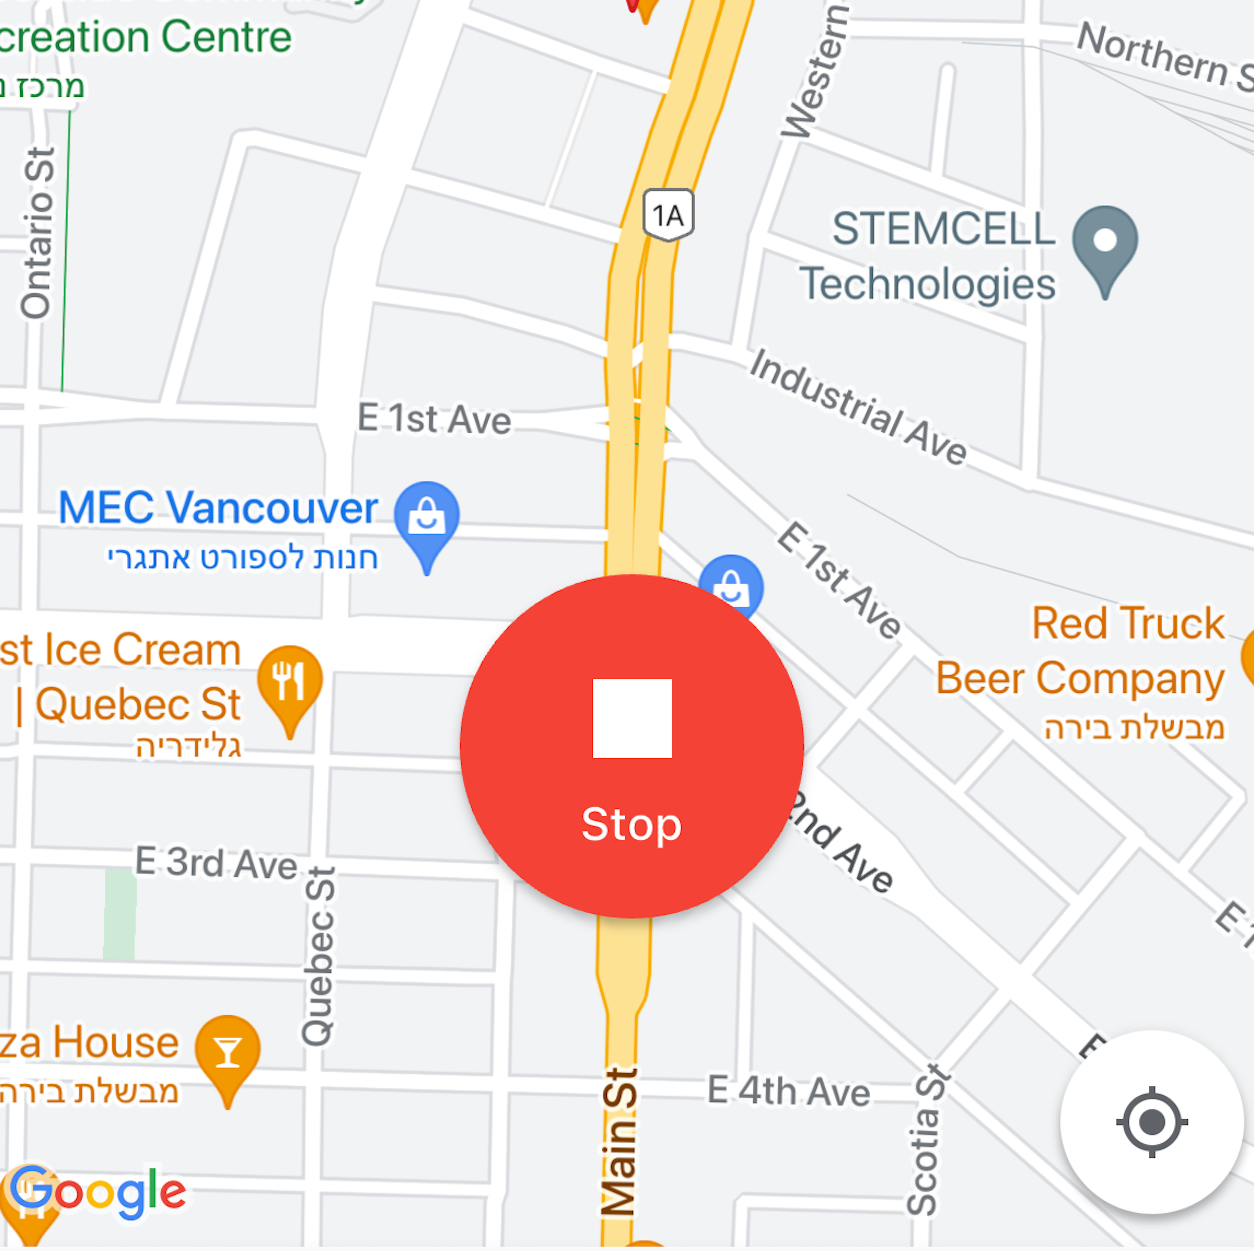 creation Centre
מרכז
Northern S
Western
Ontario St
1A
STEMCELL
Technologies
Industrial Ave
E 1st Ave
MEC Vancouver
חנות לספורט אתגרי
E 1st Ave
Red Truck
Beer Company
מבשלת בירה
st Ice Cream
| Quebec St
גלידריה
Stop
2nd Ave
E 3rd Ave
Quebec St
E 1
za House
מבשלת בירה
E
Main St
E 4th Ave
Scotia St
Google